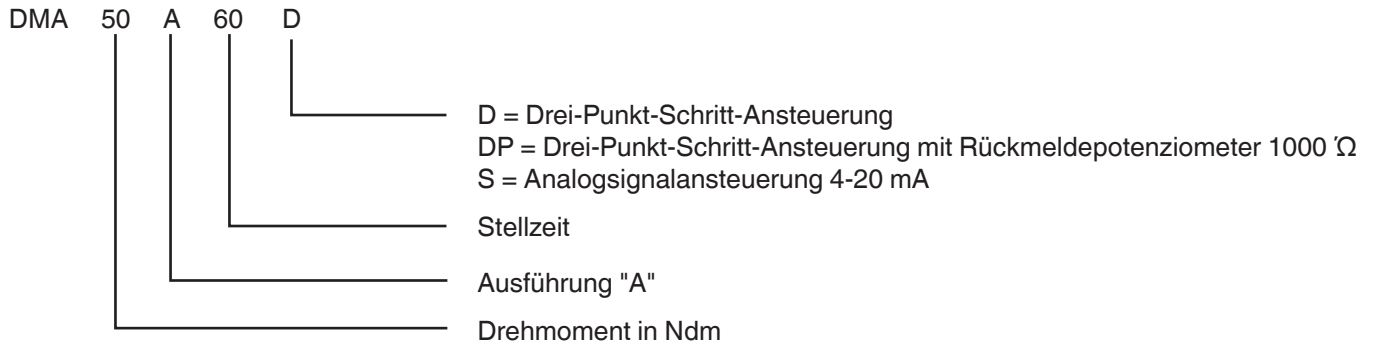 DMA 50 A 60 D
D = Drei-Punkt-Schritt-Ansteuerung
DP = Drei-Punkt-Schritt-Ansteuerung mit Rückmeldepotenziometer 1000 Ώ
S = Analogsignalansteuerung 4-20 mA
Stellzeit
Ausführung "A"
Drehmoment in Ndm